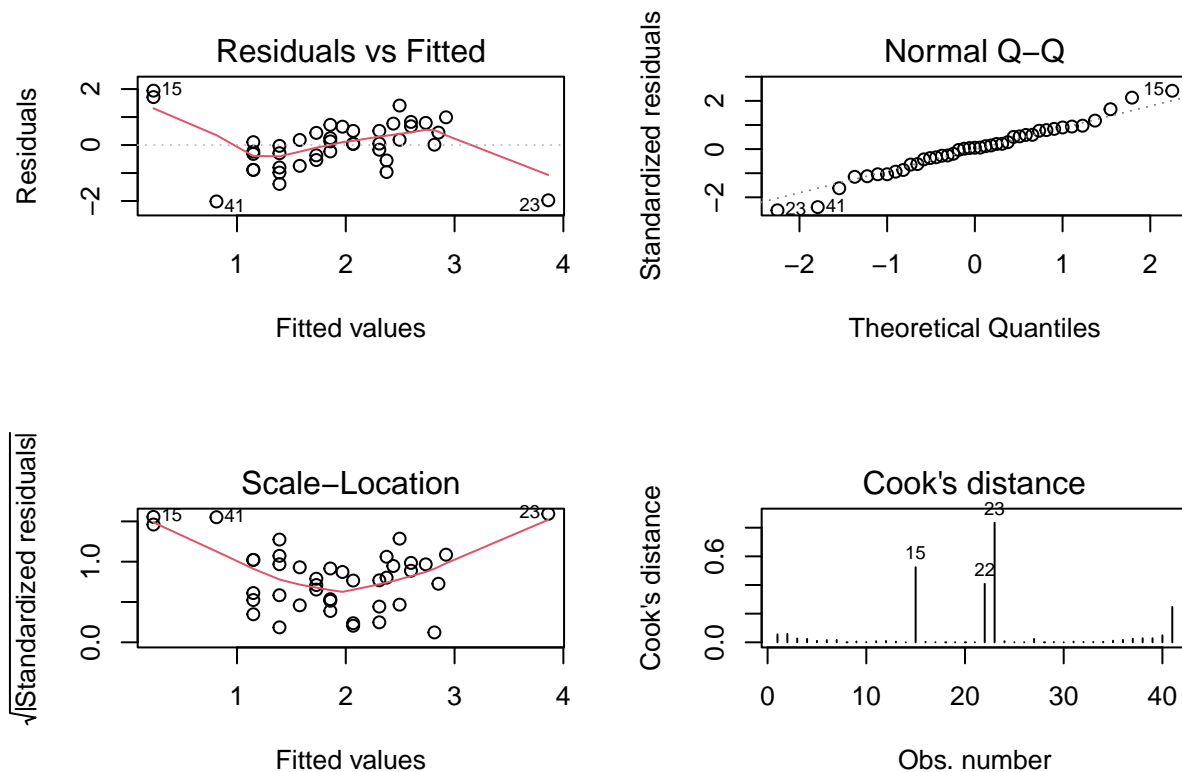 Residuals vs Fitted
Residuals
2
0
−2
15
41
23
1 2 3 4
Fitted values
Normal Q−Q
Standardized residuals
2
0
−2
15
23
41
−2 −1 0 1 2
Theoretical Quantiles
Scale−Location
√|Standardized residuals|
1.0
0.0
15
41
23
1 2 3 4
Fitted values
Cook's distance
Cook's distance
0.6
0.0
23
15
22
0 10 20 30 40
Obs. number